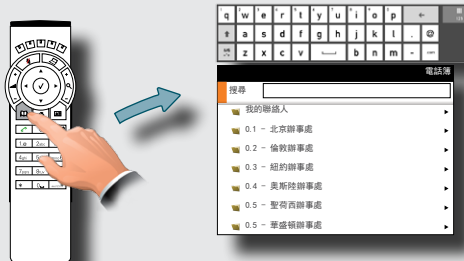 q w e r t y u i o p
a s d f g h j k l . @
z x c v b n m -
電話簿
搜尋
我的聯絡人
0.1 - 北京辦事處
0.2 - 倫敦辦事處
0.3 - 紐約辦事處
0.4 - 奧斯陸辦事處
0.5 - 聖荷西辦事處
0.5 - 華盛頓辦事處